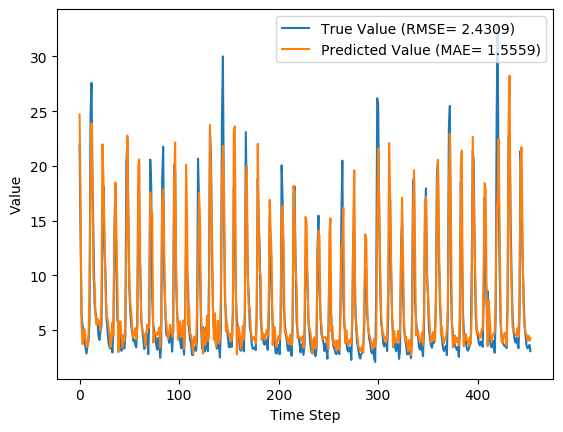 True Value (RMSE= 2.4309)
Predicted Value (MAE= 1.5559)
30
25
20
15
10
5
Value
0
100
200
300
400
Time Step